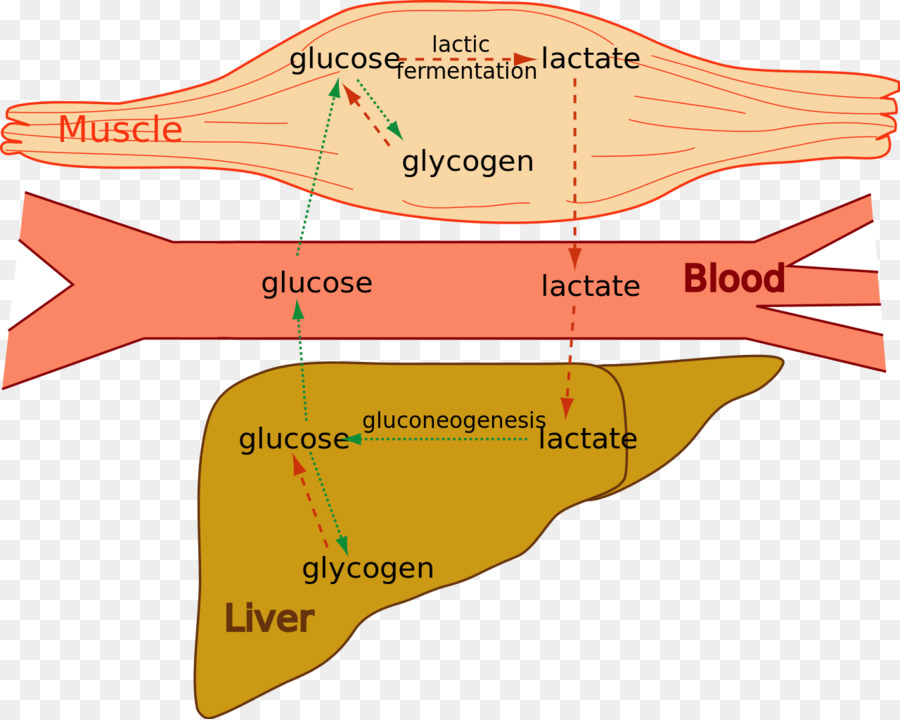 glucose
lactic
fermentation
lactate
Muscle
glycogen
glucose
lactate
Blood
glucose
gluconeogenesis
lactate
glycogen
Liver